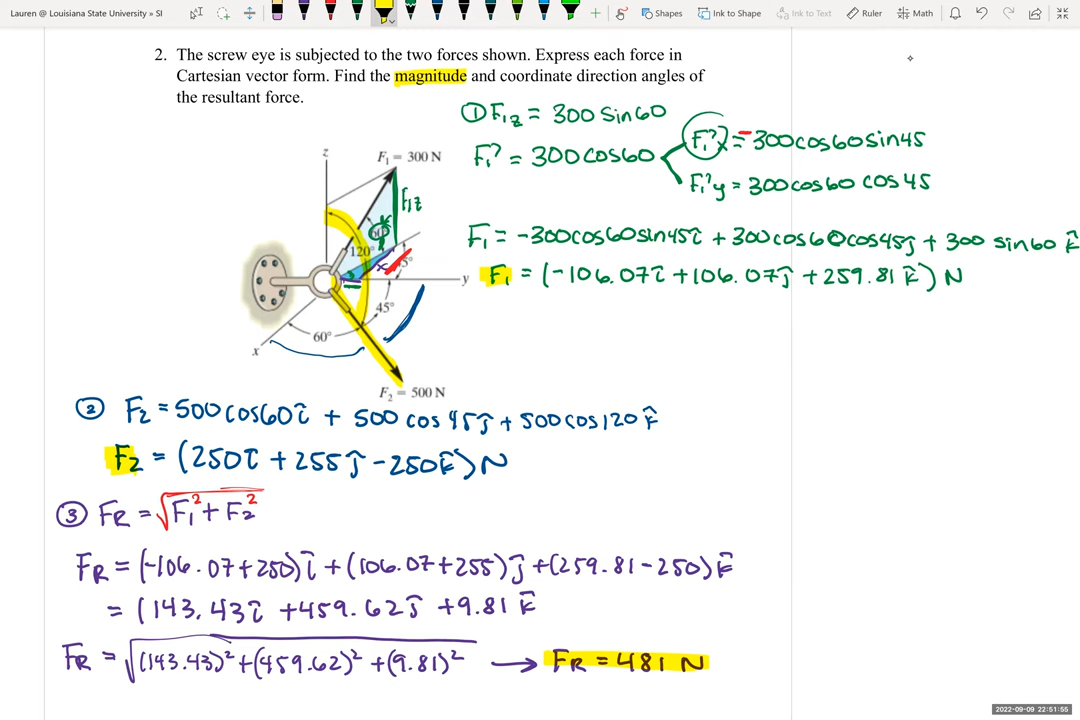 Lauren @ Louisiana State University » SI
Shapes
Ink to Shape
Ink to Text
Ruler
Math
2. The screw eye is subjected to the two forces shown. Express each force in
Cartesian vector form. Find the magnitude and coordinate direction angles of
the resultant force.
① F₁z = 300 sin60
F₁' = 300cos60
F₁'x = -300cos60sin45
F₁'y = 300cos60 cos45
F₁ = -300cos60sin45î + 300cos60cos45ĵ + 300 sin60 k̂
F₁ = (-106.07î + 106.07ĵ + 259.81 k̂) N
z
F₁ = 300 N
F₁z
60°
120°
45°
y
45°
60°
x
F₂ = 500 N
② F₂ = 500cos60î + 500 cos 45ĵ + 500cos120 k̂
F₂ = (250î + 255ĵ - 250k̂) N
③ FR = √F₁² + F₂²
FR = (-106.07+250)î + (106.07+255)ĵ + (259.81-250)k̂
= (143.43î + 459.62ĵ + 9.81 k̂
FR = √(143.43)² + (459.62)² + (9.81)² → FR = 481 N
2022-09-09 22:51:55